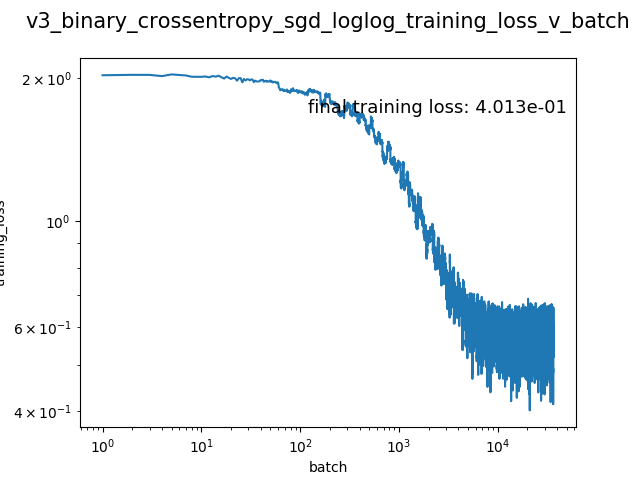 v3_binary_crossentropy_sgd_loglog_training_loss_v_batch
2 × 10⁰
final training loss: 4.013e-01
10⁰
6 × 10⁻¹
4 × 10⁻¹
training_loss
10⁰ 10¹ 10² 10³ 10⁴
batch